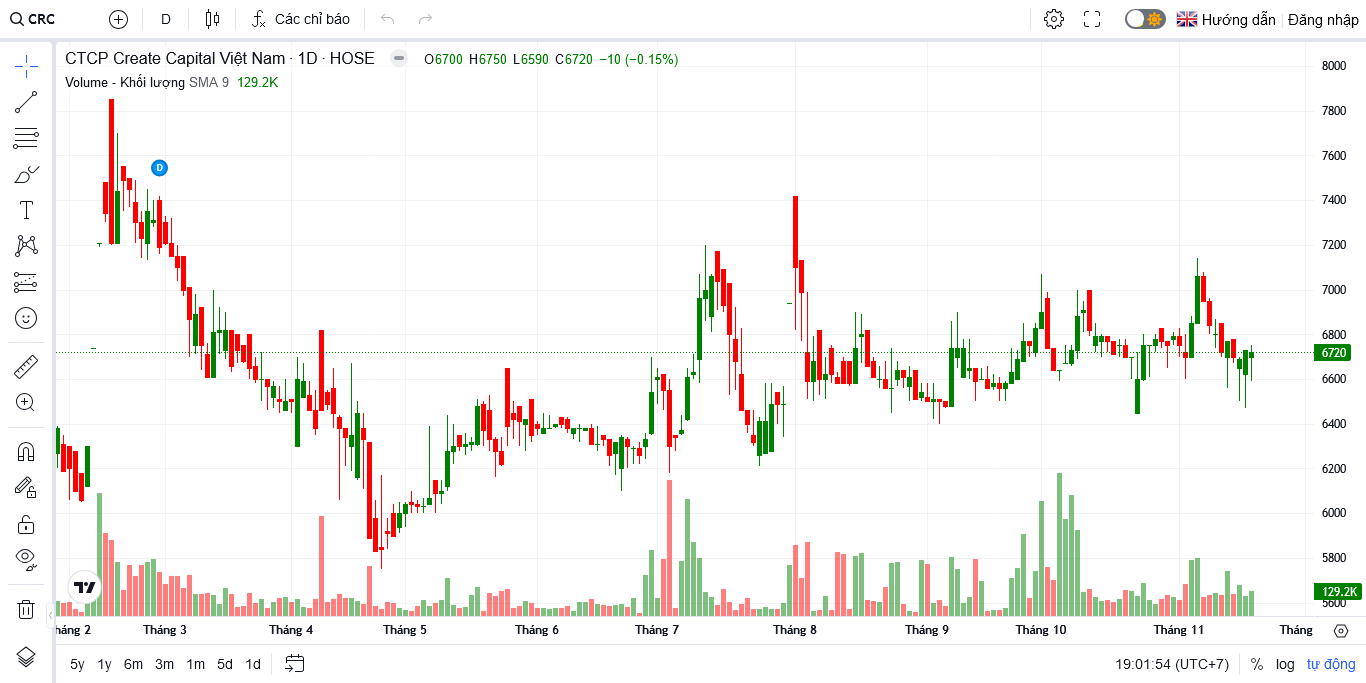 CRC D Các chỉ báo Hướng dẫn Đăng nhập
CTCP Create Capital Việt Nam · 1D · HOSE O6700 H6750 L6590 C6720 −10 (−0.15%)
Volume - Khối lượng SMA 9 129.2K
D
8000
7800
7600
7400
7200
7000
6800
6720
6600
6400
6200
6000
5800
129.2K
5600
háng 2 Tháng 3 Tháng 4 Tháng 5 Tháng 6 Tháng 7 Tháng 8 Tháng 9 Tháng 10 Tháng 11 Tháng
5y 1y 6m 3m 1m 5d 1d 19:01:54 (UTC+7) % log tự động